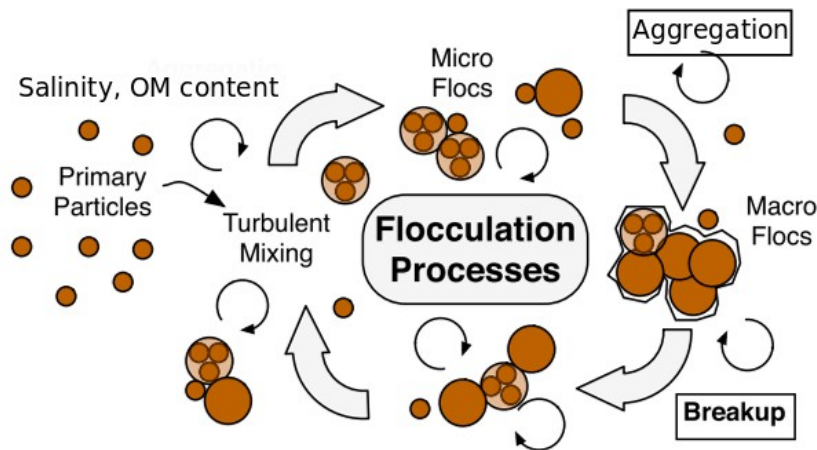 Aggregation
Micro
Flocs
Salinity, OM content
Primary
Particles
Turbulent
Mixing
Flocculation
Processes
Macro
Flocs
Breakup